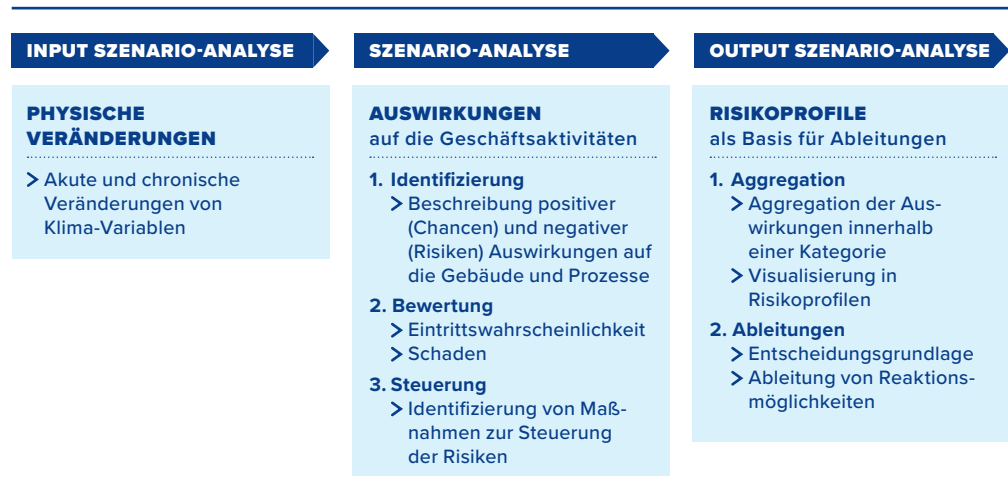 INPUT SZENARIO-ANALYSE
PHYSISCHE
VERÄNDERUNGEN
> Akute und chronische
Veränderungen von
Klima-Variablen
SZENARIO-ANALYSE
AUSWIRKUNGEN
auf die Geschäftsaktivitäten
1. Identifizierung
> Beschreibung positiver
(Chancen) und negativer
(Risiken) Auswirkungen auf
die Gebäude und Prozesse
2. Bewertung
> Eintrittswahrscheinlichkeit
> Schaden
3. Steuerung
> Identifizierung von Maß-
nahmen zur Steuerung
der Risiken
OUTPUT SZENARIO-ANALYSE
RISIKOPROFILE
als Basis für Ableitungen
1. Aggregation
> Aggregation der Aus-
wirkungen innerhalb
einer Kategorie
> Visualisierung in
Risikoprofilen
2. Ableitungen
> Entscheidungsgrundlage
> Ableitung von Reaktions-
möglichkeiten